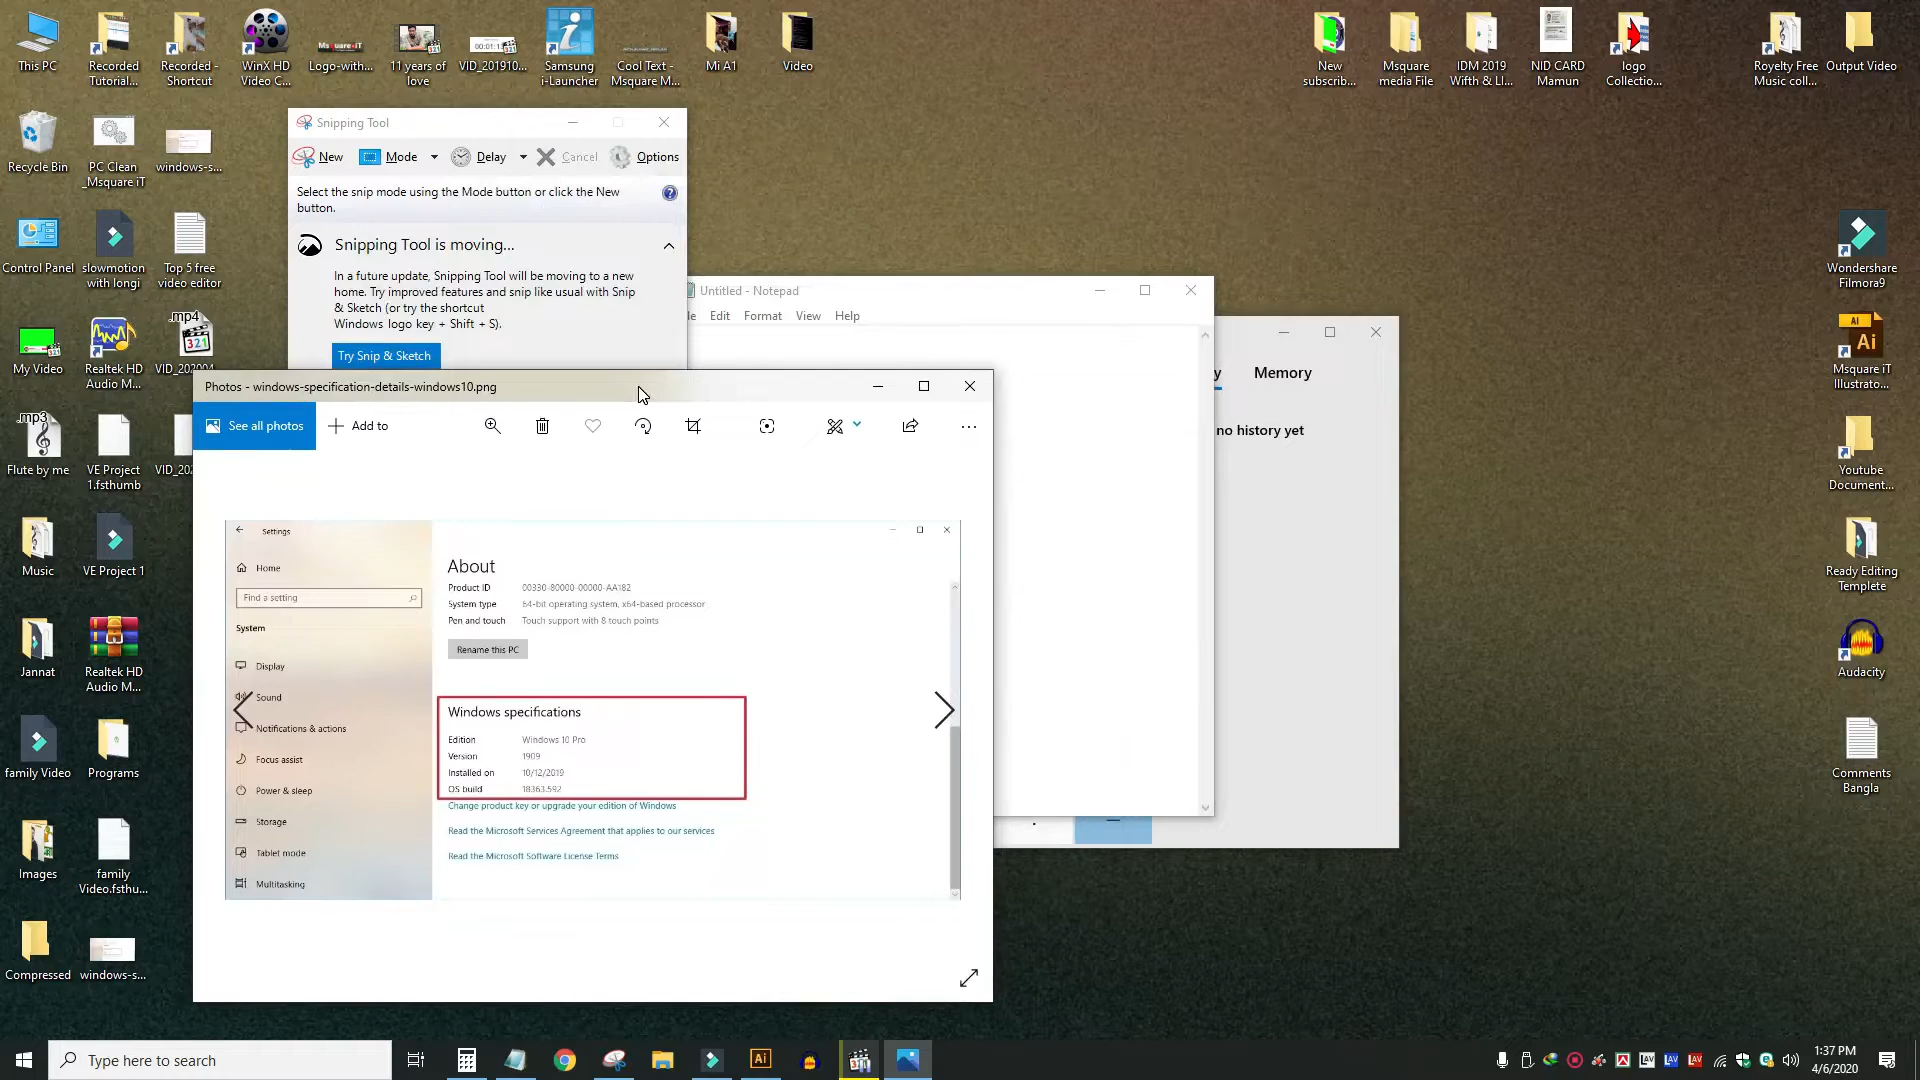 This PC
Recorded Tutorial...
Recorded - Shortcut
WinX HD Video C...
Logo-with...
11 years of love
VID_201910...
Samsung i-Launcher
Cool Text - Msquare M...
Mi A1
Video
New subscrib...
Msquare media File
IDM 2019 Wifth & LI...
NID CARD Mamun
logo Collectio...
Royelty Free Music coll...
Output Video
Recycle Bin
PC Clean _Msquare iT
windows-s...
Control Panel
slowmotion with longi
Top 5 free video editor
My Video
Realtek HD Audio M...
.mp4
VID_202004...
.mp3
Flute by me
VE Project 1.fsthumb
VID_202
Music
VE Project 1
Jannat
Realtek HD Audio M...
family Video
Programs
Images
family Video.fsthu...
Compressed
windows-s...
Wondershare Filmora9
Msquare iT Illustrato...
Youtube Document...
Ready Editing Templete
Audacity
Comments Bangla
Snipping Tool
New Mode Delay Cancel Options
Select the snip mode using the Mode button or click the New
button.
Snipping Tool is moving...
In a future update, Snipping Tool will be moving to a new
home. Try improved features and snip like usual with Snip
& Sketch (or try the shortcut
Windows logo key + Shift + S).
Try Snip & Sketch
Untitled - Notepad
le Edit Format View Help
y Memory
no history yet
Photos - windows-specification-details-windows10.png
See all photos Add to
Settings
Home
Find a setting
System
Display
Sound
Notifications & actions
Focus assist
Power & sleep
Storage
Tablet mode
Multitasking
About
Product ID 00330-80000-00000-AA182
System type 64-bit operating system, x64-based processor
Pen and touch Touch support with 8 touch points
Rename this PC
Windows specifications
Edition Windows 10 Pro
Version 1909
Installed on 10/12/2019
OS build 18363.592
Change product key or upgrade your edition of Windows
Read the Microsoft Services Agreement that applies to our services
Read the Microsoft Software License Terms
Type here to search
1:37 PM
4/6/2020